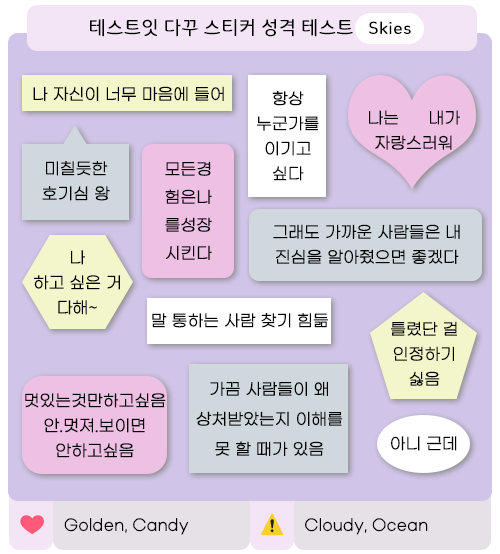 테스트잇 다꾸 스티커 성격 테스트 Skies
나 자신이 너무 마음에 들어
항상
누군가를
이기고
싶다
나는 내가
자랑스러워
미칠듯한
호기심 왕
모든경
험은나
를성장
시킨다
그래도 가까운 사람들은 내
진심을 알아줬으면 좋겠다
나
하고 싶은 거
다해~
말 통하는 사람 찾기 힘듦
틀렸단 걸
인정하기
싫음
멋있는것만하고싶음
안.멋져.보이면
안하고싶음
가끔 사람들이 왜
상처받았는지 이해를
못 할 때가 있음
아니 근데
Golden, Candy
Cloudy, Ocean